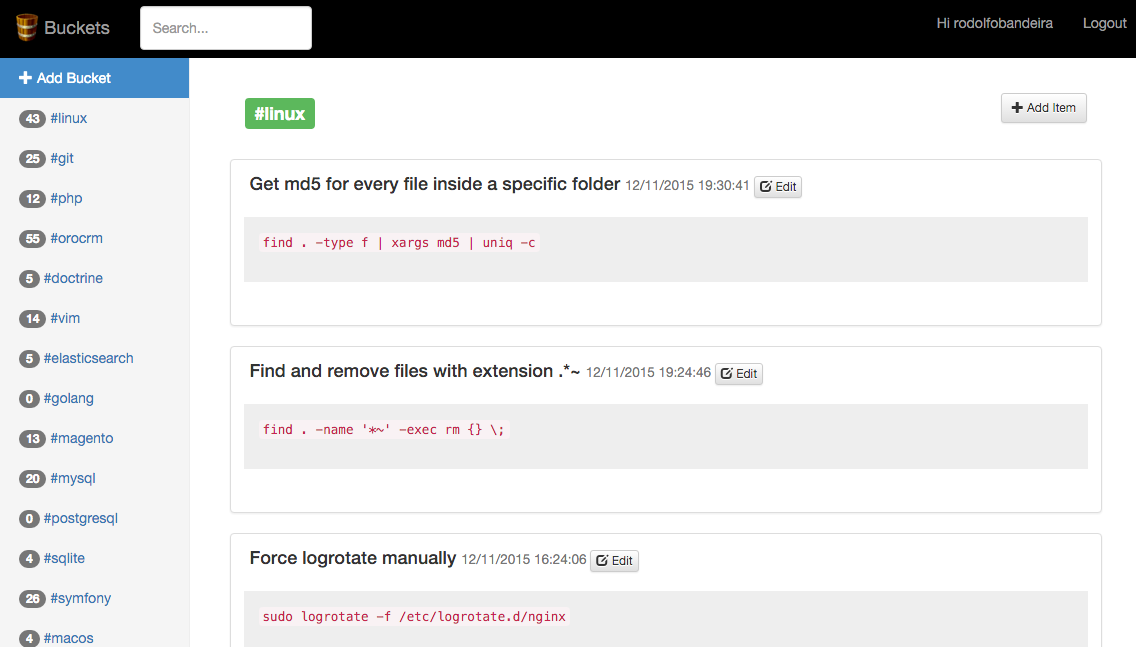 Buckets
Search...
Hi rodolfobandeira
Logout
Add Bucket
43 #linux
25 #git
12 #php
55 #orocrm
5 #doctrine
14 #vim
5 #elasticsearch
0 #golang
13 #magento
20 #mysql
0 #postgresql
4 #sqlite
26 #symfony
4 #macos
#linux
Add Item
Get md5 for every file inside a specific folder 12/11/2015 19:30:41 Edit
find . -type f | xargs md5 | uniq -c
Find and remove files with extension .*~ 12/11/2015 19:24:46 Edit
find . -name '*~' -exec rm {} \;
Force logrotate manually 12/11/2015 16:24:06 Edit
sudo logrotate -f /etc/logrotate.d/nginx